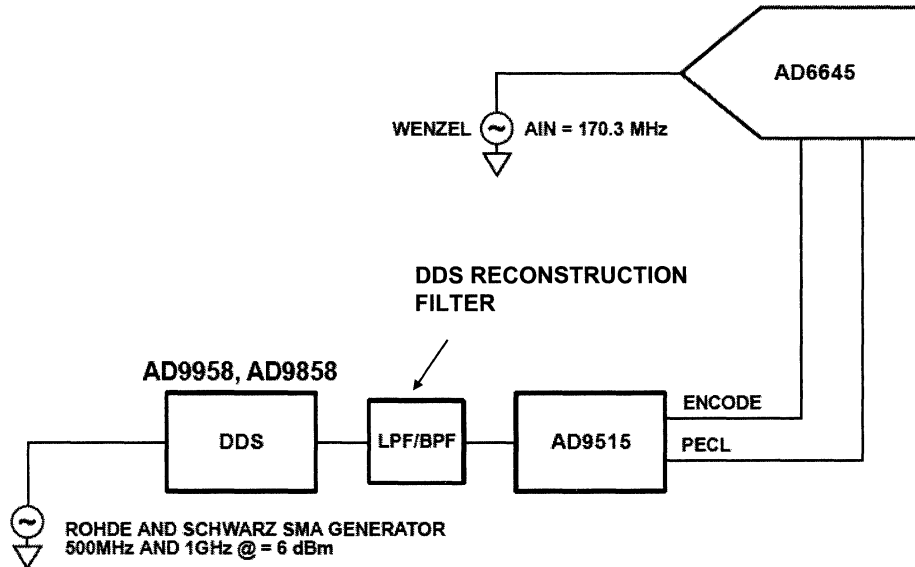 AD6645
WENZEL
~
AIN = 170.3 MHz
DDS RECONSTRUCTION
FILTER
AD9958, AD9858
DDS
LPF/BPF
AD9515
ENCODE
PECL
~
ROHDE AND SCHWARZ SMA GENERATOR
500MHz AND 1GHz @ = 6 dBm